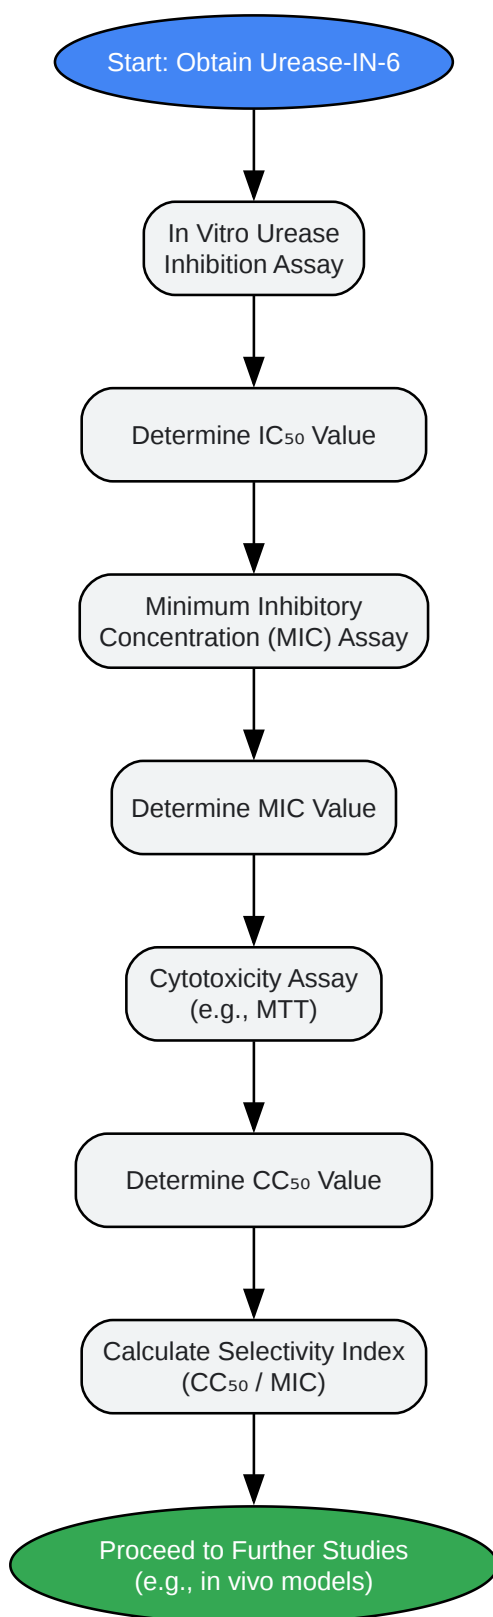 Start: Obtain Urease-IN-6
In Vitro Urease
Inhibition Assay
Determine IC₅₀ Value
Minimum Inhibitory
Concentration (MIC) Assay
Determine MIC Value
Cytotoxicity Assay
(e.g., MTT)
Determine CC₅₀ Value
Calculate Selectivity Index
(CC₅₀ / MIC)
Proceed to Further Studies
(e.g., in vivo models)